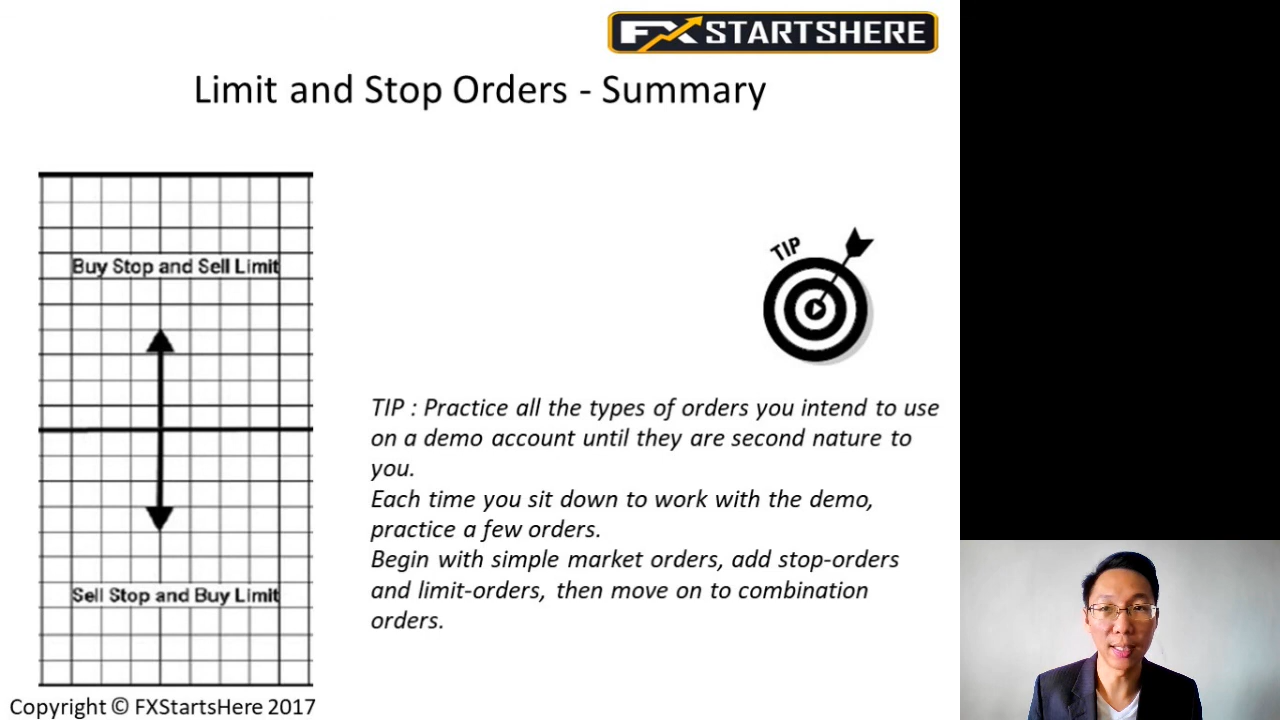 FX STARTSHERE
Limit and Stop Orders - Summary
Buy Stop and Sell Limit
TIP
TIP : Practice all the types of orders you intend to use
on a demo account until they are second nature to
you.
Each time you sit down to work with the demo,
practice a few orders.
Begin with simple market orders, add stop-orders
and limit-orders, then move on to combination
orders.
Sell Stop and Buy Limit
Copyright © FXStartsHere 2017